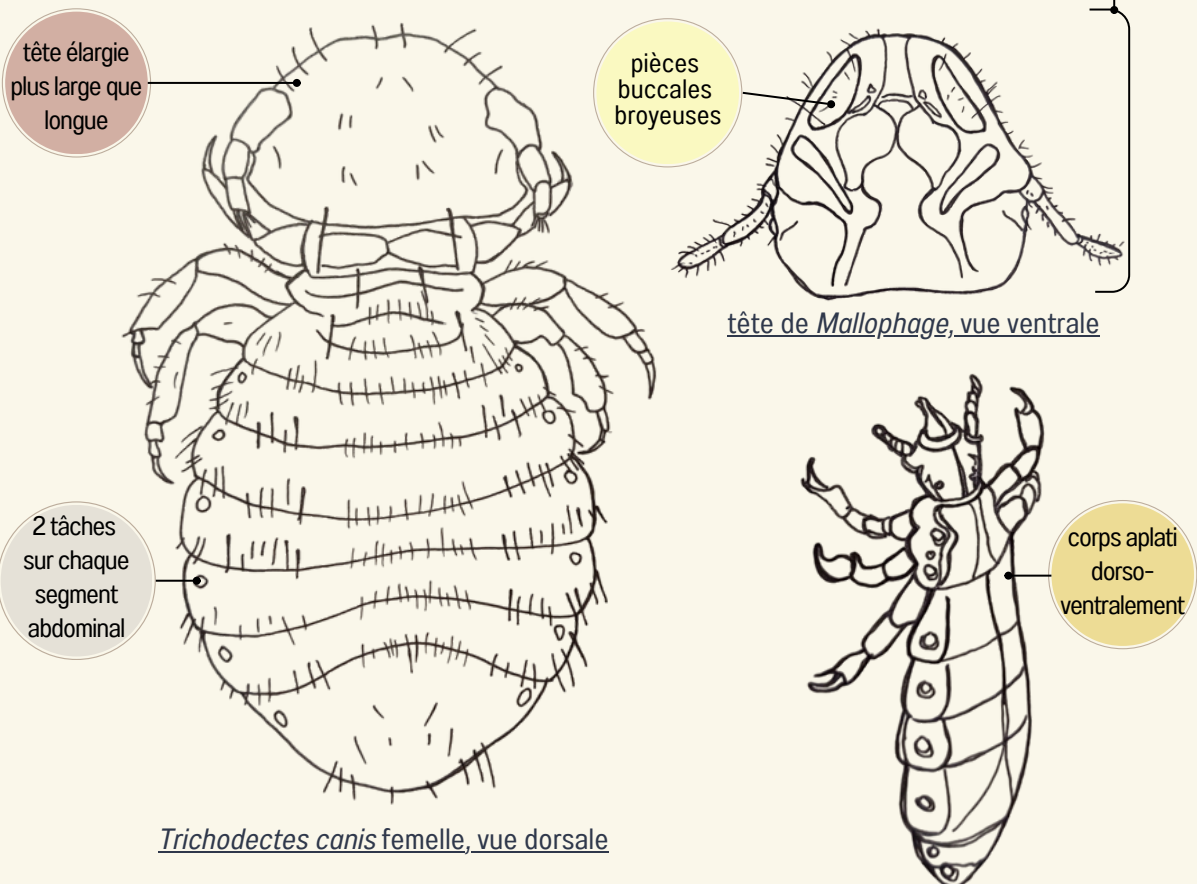 tête élargie
plus large que
longue
pièces
buccales
broyeuses
tête de Mallophage, vue ventrale
2 tâches
sur chaque
segment
abdominal
corps aplati
dorso-
ventralement
Trichodectes canis femelle, vue dorsale